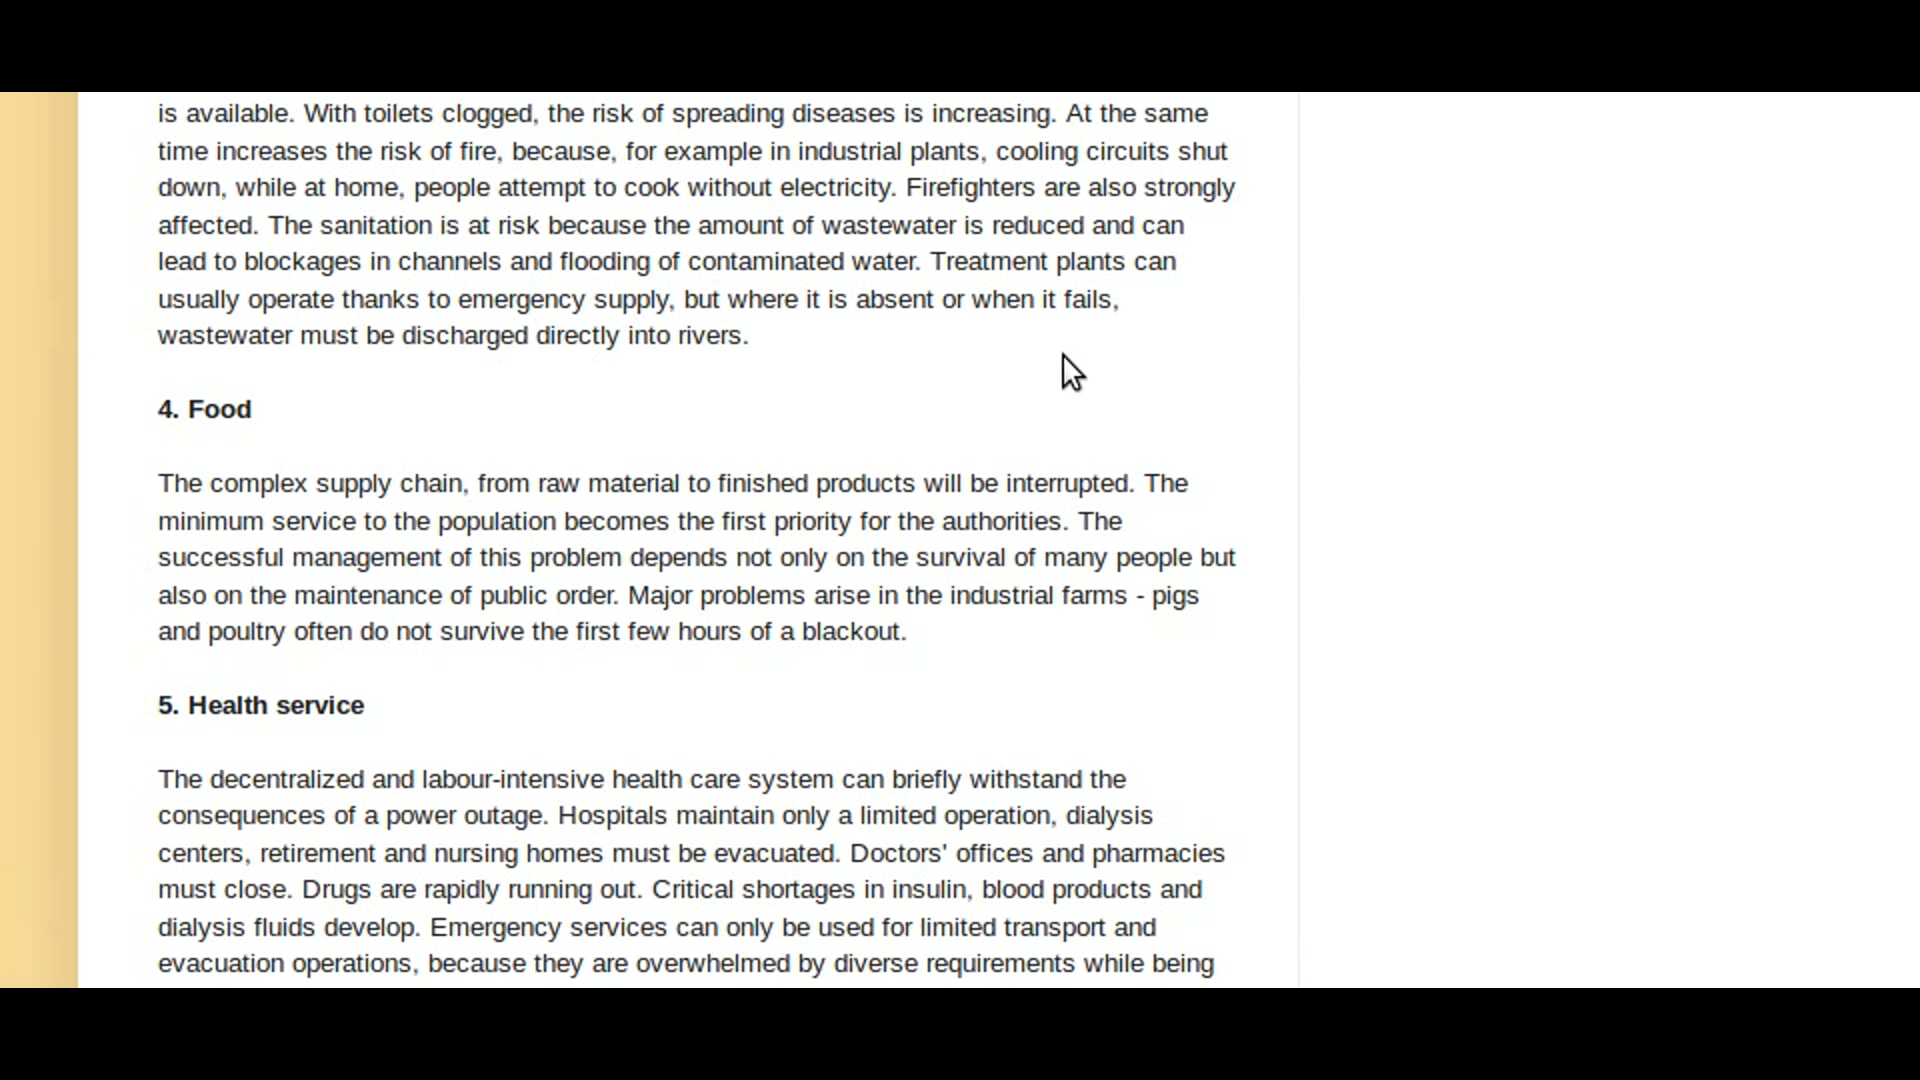 is available. With toilets clogged, the risk of spreading diseases is increasing. At the same
time increases the risk of fire, because, for example in industrial plants, cooling circuits shut
down, while at home, people attempt to cook without electricity. Firefighters are also strongly
affected. The sanitation is at risk because the amount of wastewater is reduced and can
lead to blockages in channels and flooding of contaminated water. Treatment plants can
usually operate thanks to emergency supply, but where it is absent or when it fails,
wastewater must be discharged directly into rivers.
4. Food
The complex supply chain, from raw material to finished products will be interrupted. The
minimum service to the population becomes the first priority for the authorities. The
successful management of this problem depends not only on the survival of many people but
also on the maintenance of public order. Major problems arise in the industrial farms - pigs
and poultry often do not survive the first few hours of a blackout.
5. Health service
The decentralized and labour-intensive health care system can briefly withstand the
consequences of a power outage. Hospitals maintain only a limited operation, dialysis
centers, retirement and nursing homes must be evacuated. Doctors' offices and pharmacies
must close. Drugs are rapidly running out. Critical shortages in insulin, blood products and
dialysis fluids develop. Emergency services can only be used for limited transport and
evacuation operations, because they are overwhelmed by diverse requirements while being